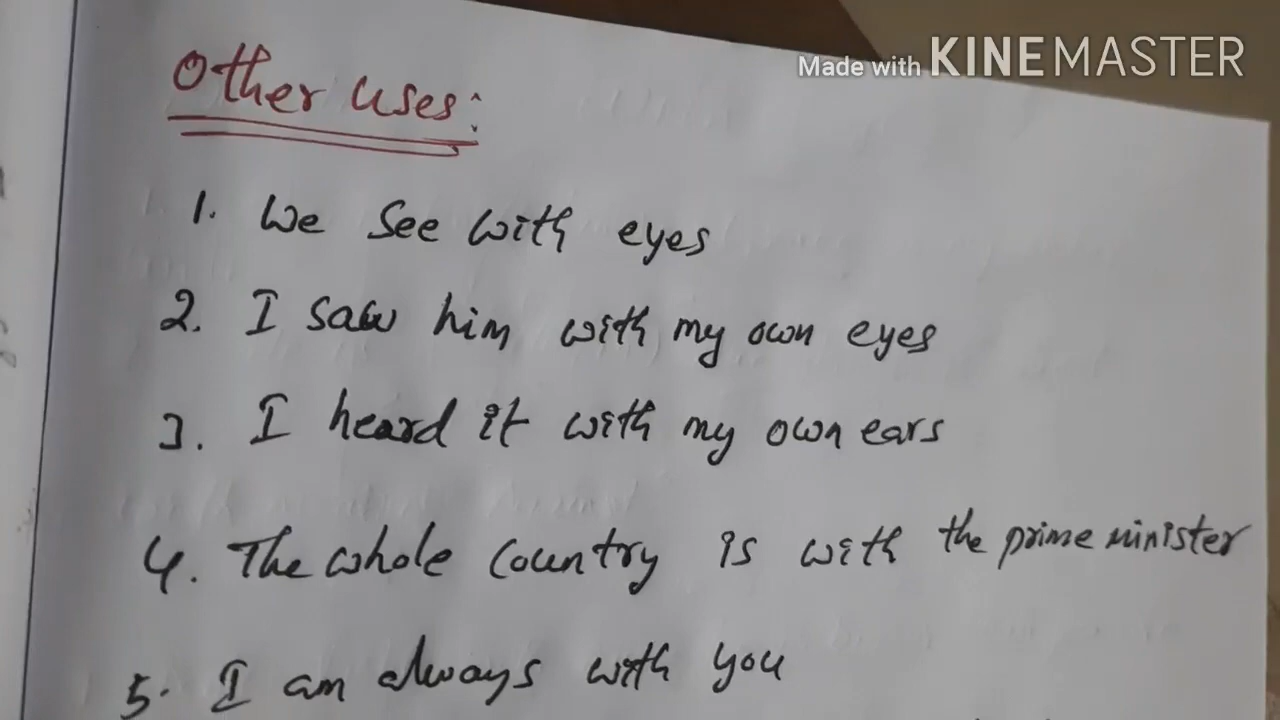 Made with KINEMASTER
Other uses:
1. We see with eyes
2. I saw him with my own eyes
3. I heard it with my own ears
4. The whole country is with the prime minister
5. I am always with you